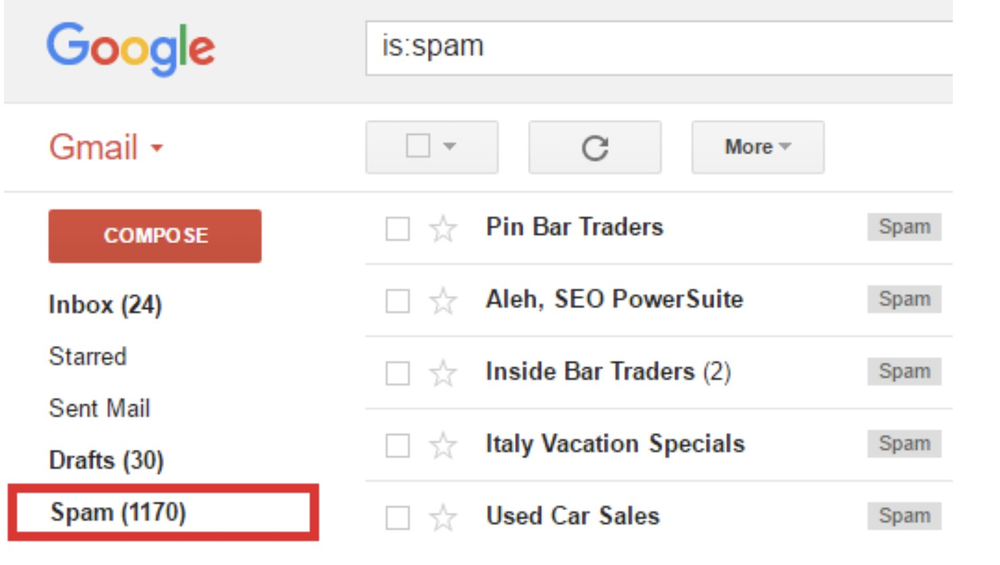 Google
is:spam
Gmail
More
COMPOSE
Inbox (24)
Starred
Sent Mail
Drafts (30)
Spam (1170)
Pin Bar Traders Spam
Aleh, SEO PowerSuite Spam
Inside Bar Traders (2) Spam
Italy Vacation Specials Spam
Used Car Sales Spam